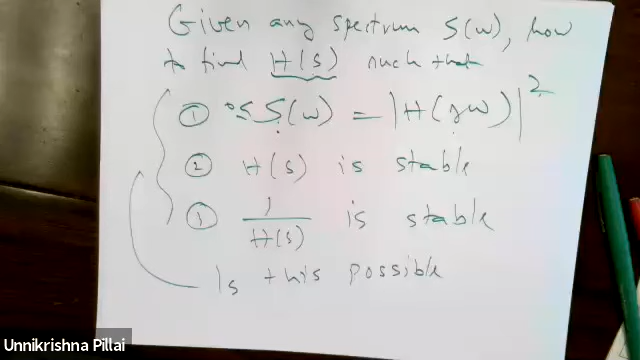 Given any spectrum S(ω), how
to find H(s) such that
① 0≤S(ω) = |H(jω)|²
② H(s) is stable
③ 1/H(s) is stable
Is this possible
Unnikrishna Pillai